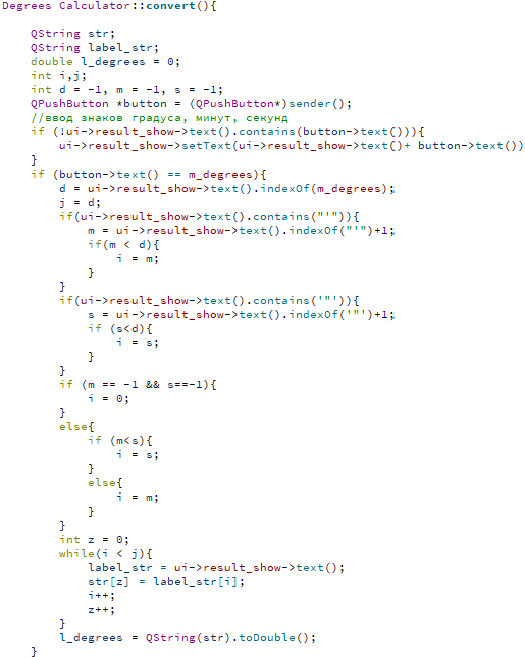 Degrees Calculator::convert(){
QString str;
QString label_str;
double l_degrees = 0;
int i,j;
int d = -1, m = -1, s = -1;
QPushButton *button = (QPushButton*)sender();
//ввод знаков градуса, минут, секунд
if (!ui->result_show->text().contains(button->text())){
ui->result_show->setText(ui->result_show->text()+ button->text())
}
if (button->text() == m_degrees){
d = ui->result_show->text().indexOf(m_degrees);
j = d;
if(ui->result_show->text().contains("'")){
m = ui->result_show->text().indexOf("'")+1;
if(m < d){
i = m;
}
}
if(ui->result_show->text().contains('"')){
s = ui->result_show->text().indexOf('"')+1;
if (s<d){
i = s;
}
}
if (m == -1 && s==-1){
i = 0;
}
else{
if (m<s){
i = s;
}
else{
i = m;
}
}
int z = 0;
while(i < j){
label_str = ui->result_show->text();
str[z] = label_str[i];
i++;
z++;
}
l_degrees = QString(str).toDouble();
}